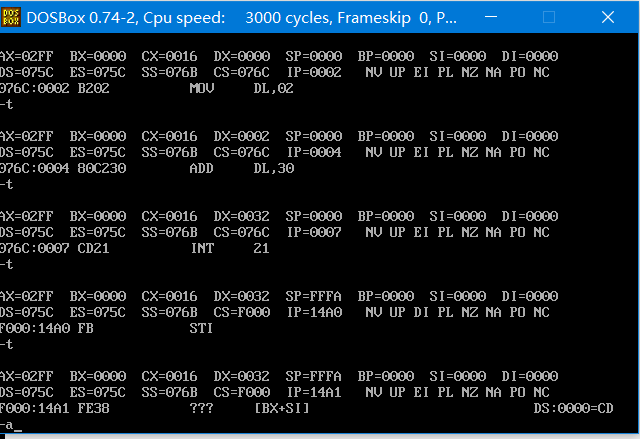 DOSBox 0.74-2, Cpu speed: 3000 cycles, Frameskip 0, P...
AX=02FF BX=0000 CX=0016 DX=0000 SP=0000 BP=0000 SI=0000 DI=0000
DS=075C ES=075C SS=076B CS=076C IP=0002 NV UP EI PL NZ NA PO NC
076C:0002 B202 MOV DL,02
-t
AX=02FF BX=0000 CX=0016 DX=0002 SP=0000 BP=0000 SI=0000 DI=0000
DS=075C ES=075C SS=076B CS=076C IP=0004 NV UP EI PL NZ NA PO NC
076C:0004 80C230 ADD DL,30
-t
AX=02FF BX=0000 CX=0016 DX=0032 SP=0000 BP=0000 SI=0000 DI=0000
DS=075C ES=075C SS=076B CS=076C IP=0007 NV UP EI PL NZ NA PO NC
076C:0007 CD21 INT 21
-t
AX=02FF BX=0000 CX=0016 DX=0032 SP=FFFA BP=0000 SI=0000 DI=0000
DS=075C ES=075C SS=076B CS=F000 IP=14A0 NV UP DI PL NZ NA PO NC
F000:14A0 FB STI
-t
AX=02FF BX=0000 CX=0016 DX=0032 SP=FFFA BP=0000 SI=0000 DI=0000
DS=075C ES=075C SS=076B CS=F000 IP=14A1 NV UP EI PL NZ NA PO NC
F000:14A1 FE38 ??? [BX+SI] DS:0000=CD
-a_